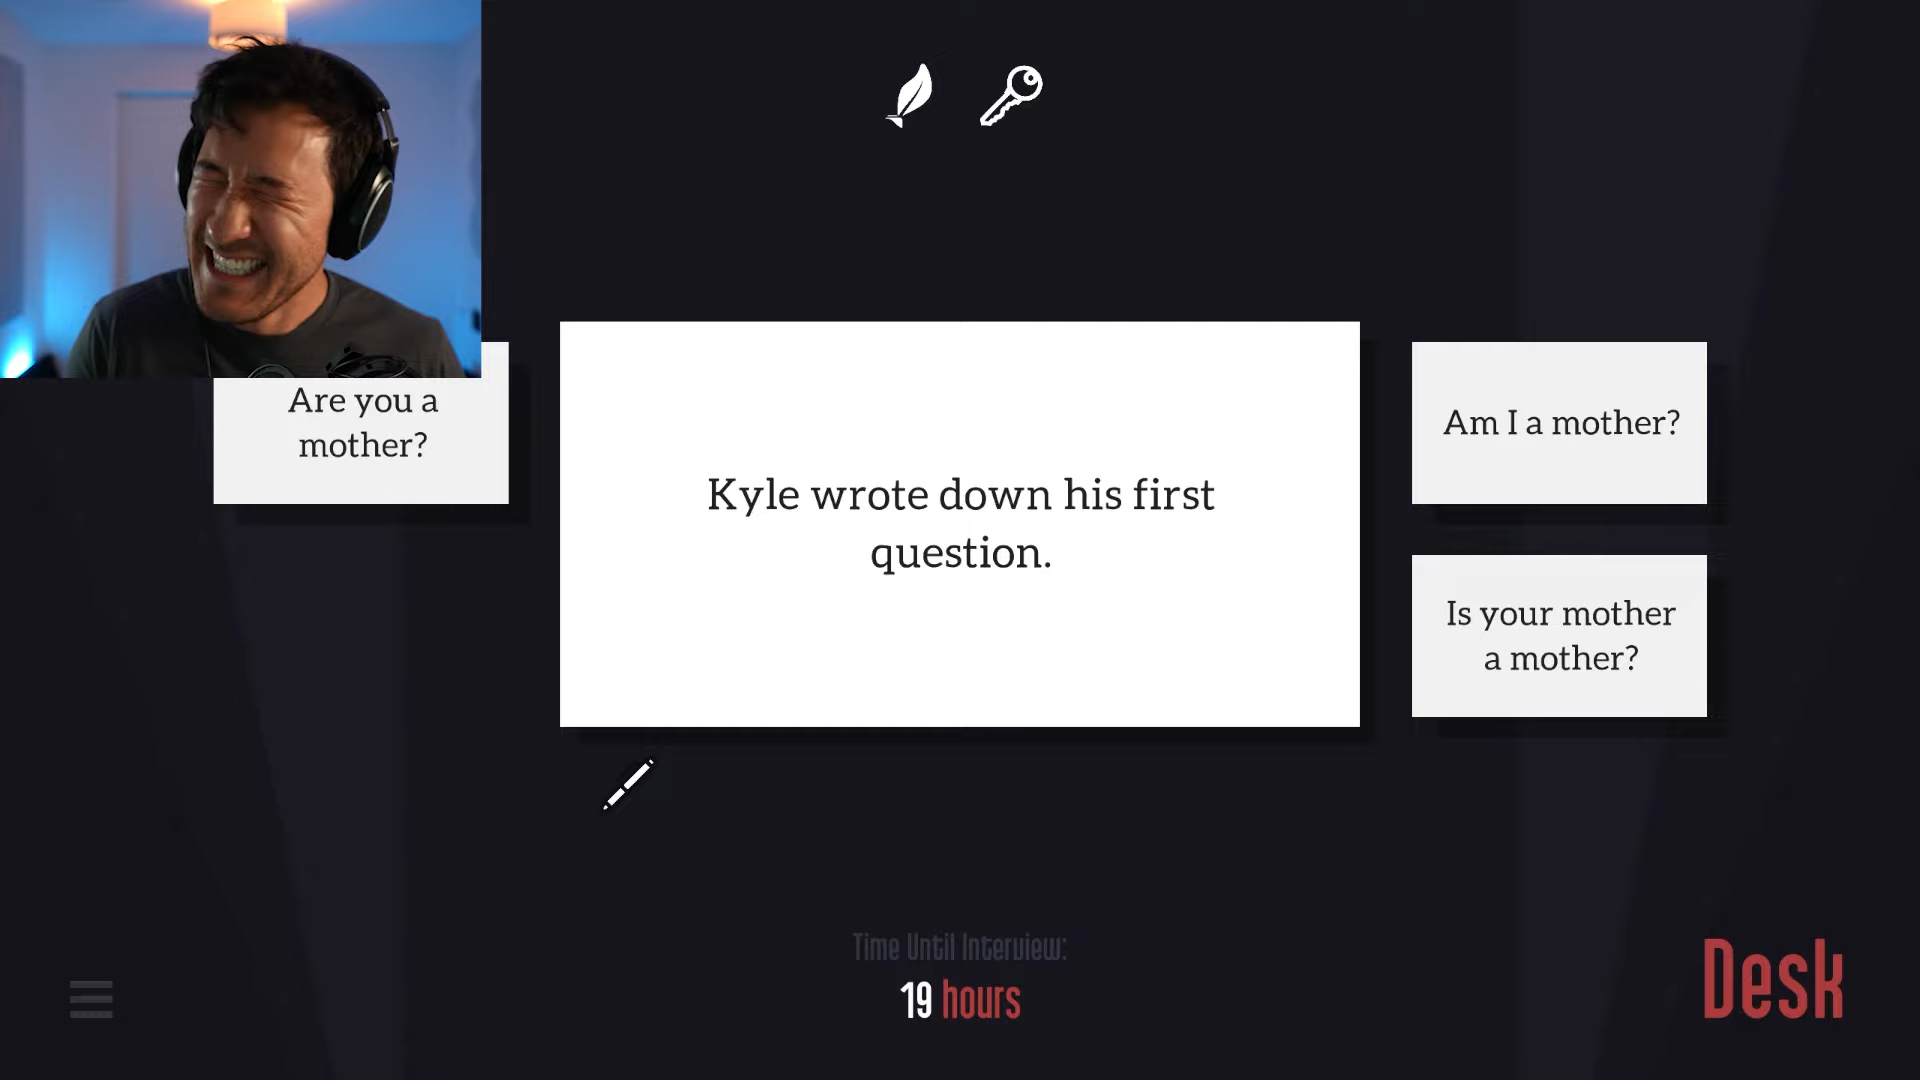 Are you a
mother?
Kyle wrote down his first
question.
Am I a mother?
Is your mother
a mother?
Time Until Interview:
19 hours
Desk